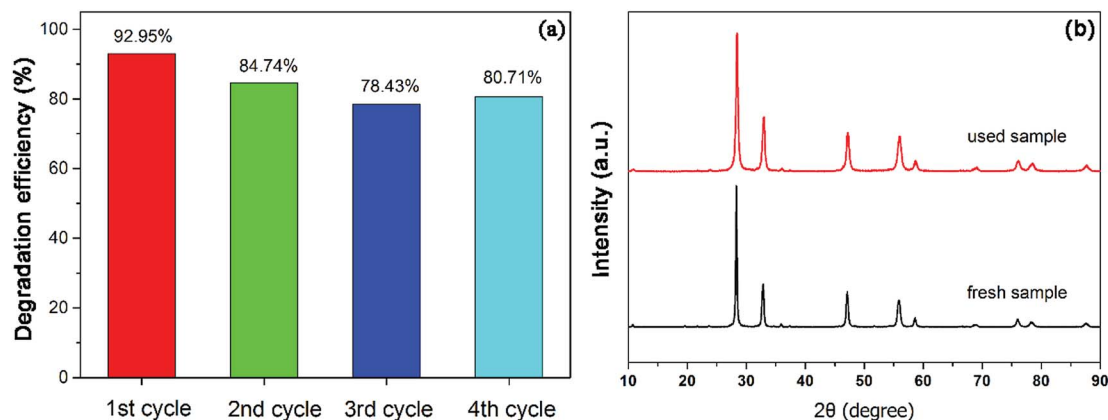 (a)
Degradation efficiency (%)
100
80
60
40
20
0
92.95%
84.74%
78.43%
80.71%
1st cycle 2nd cycle 3rd cycle 4th cycle
(b)
Intensity (a.u.)
used sample
fresh sample
10 20 30 40 50 60 70 80 90
2θ (degree)